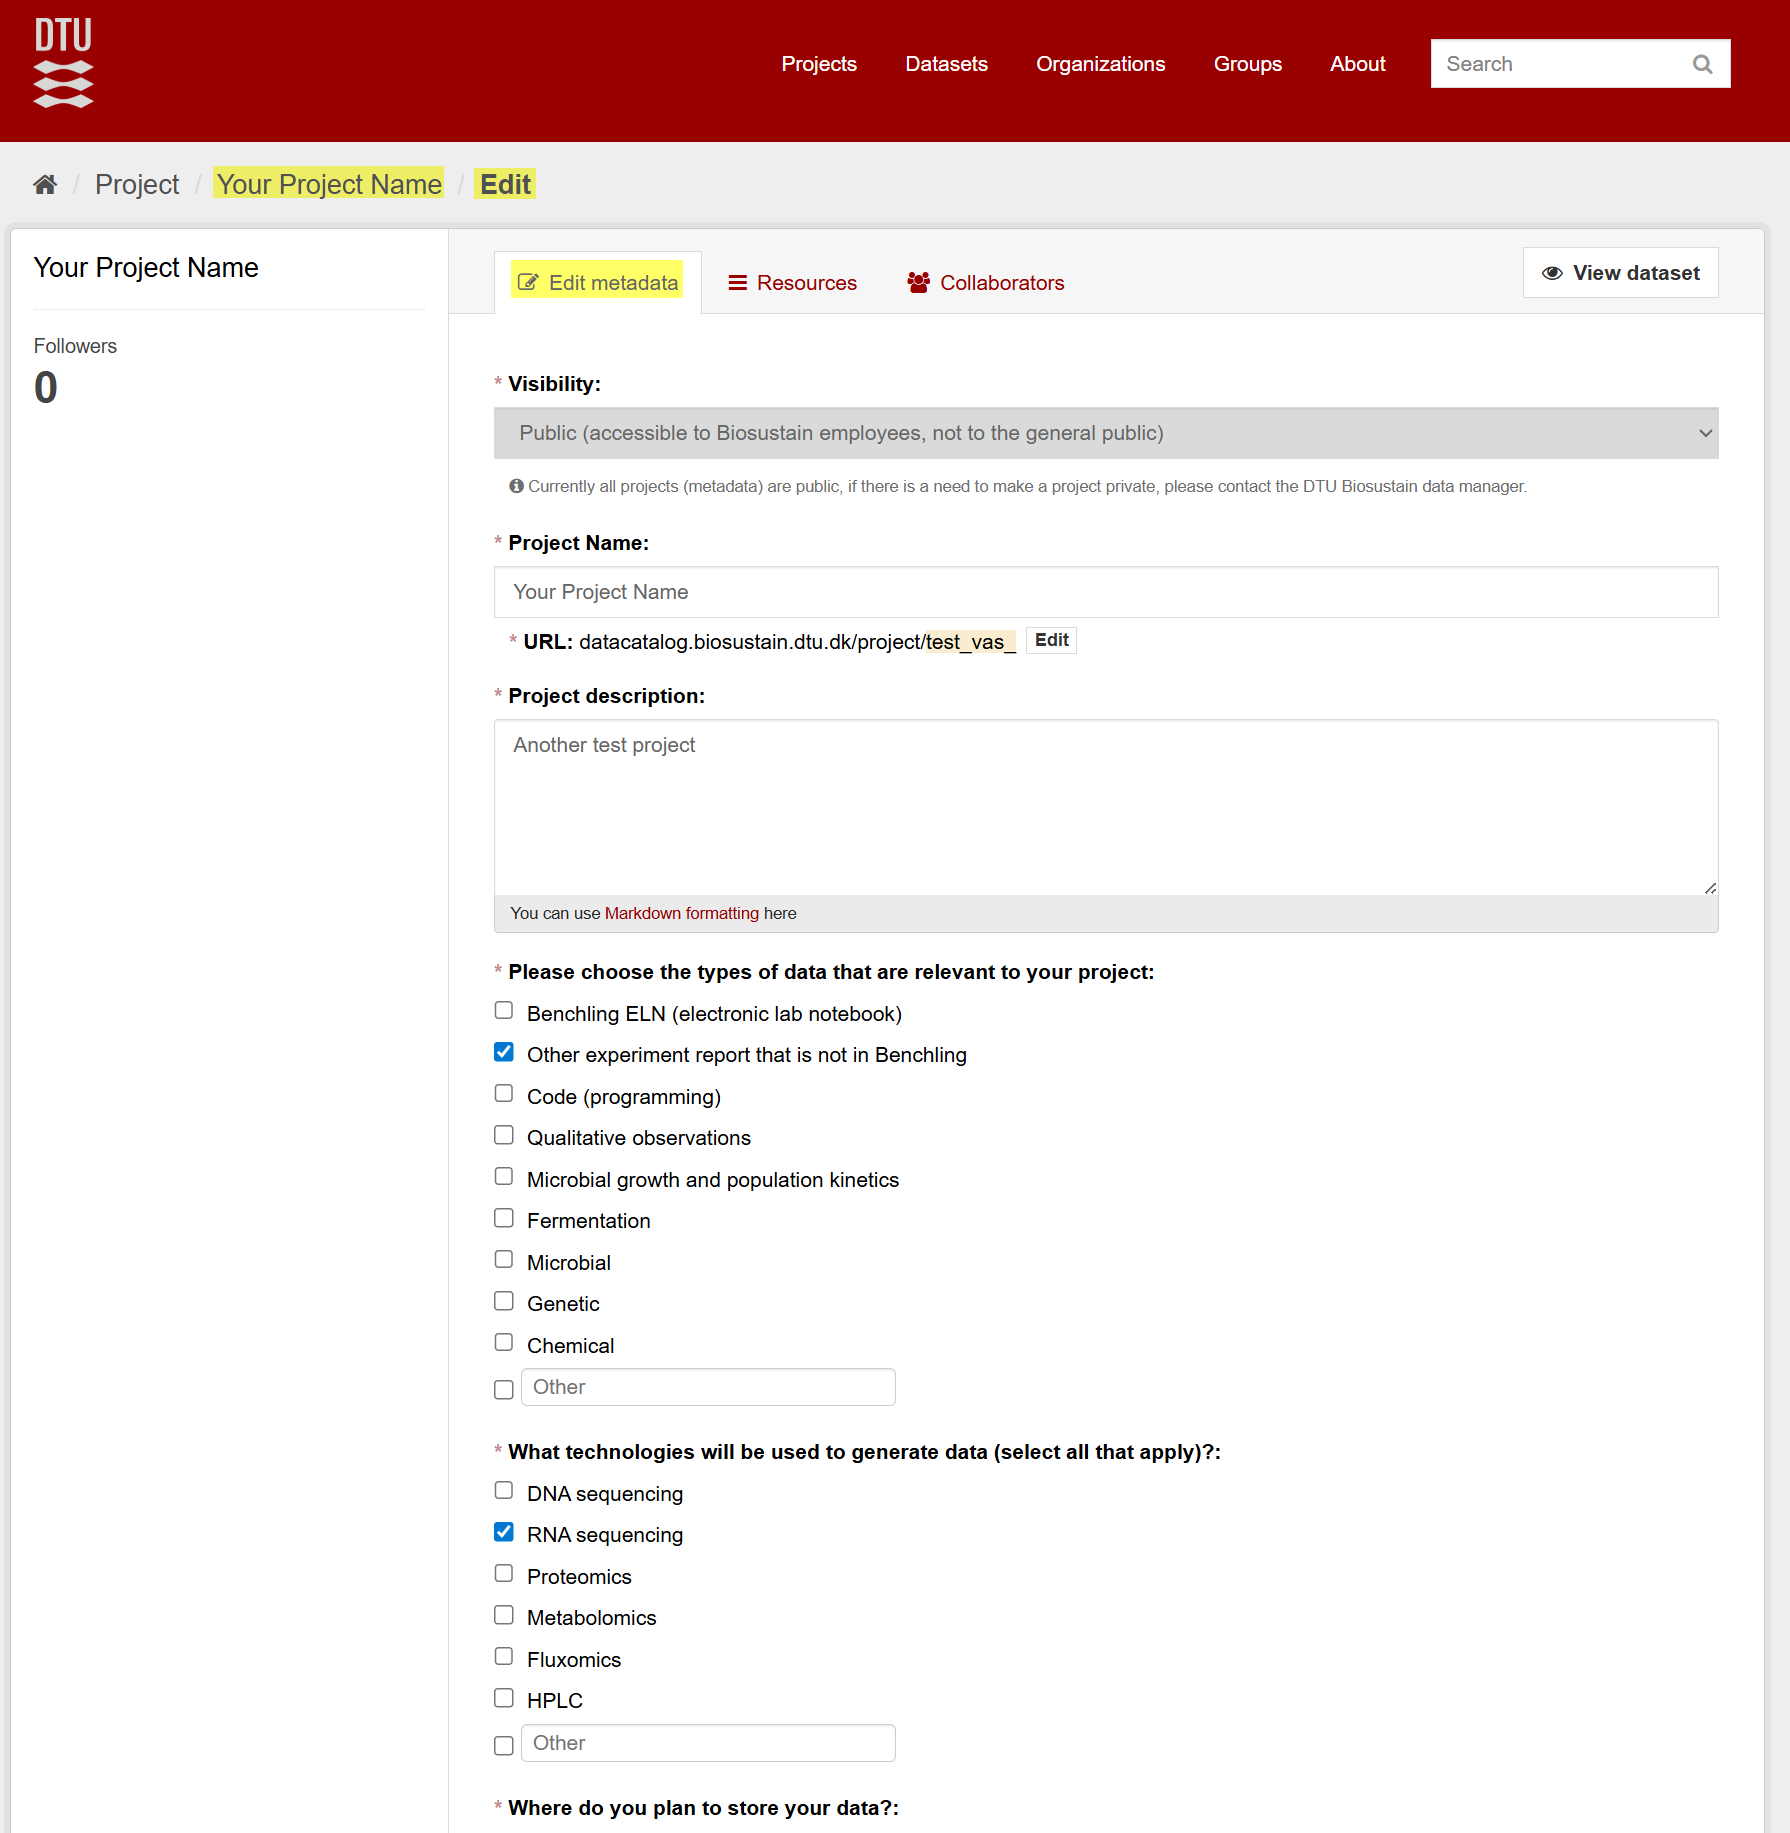 DTU
Projects Datasets Organizations Groups About Search
/ Project / Your Project Name / Edit
Your Project Name
Followers
0
Edit metadata Resources Collaborators View dataset
* Visibility:
Public (accessible to Biosustain employees, not to the general public)
Currently all projects (metadata) are public, if there is a need to make a project private, please contact the DTU Biosustain data manager.
* Project Name:
Your Project Name
* URL: datacatalog.biosustain.dtu.dk/project/test_vas_ Edit
* Project description:
Another test project
You can use Markdown formatting here
* Please choose the types of data that are relevant to your project:
Benchling ELN (electronic lab notebook)
Other experiment report that is not in Benchling
Code (programming)
Qualitative observations
Microbial growth and population kinetics
Fermentation
Microbial
Genetic
Chemical
Other
* What technologies will be used to generate data (select all that apply)?:
DNA sequencing
RNA sequencing
Proteomics
Metabolomics
Fluxomics
HPLC
Other
* Where do you plan to store your data?: